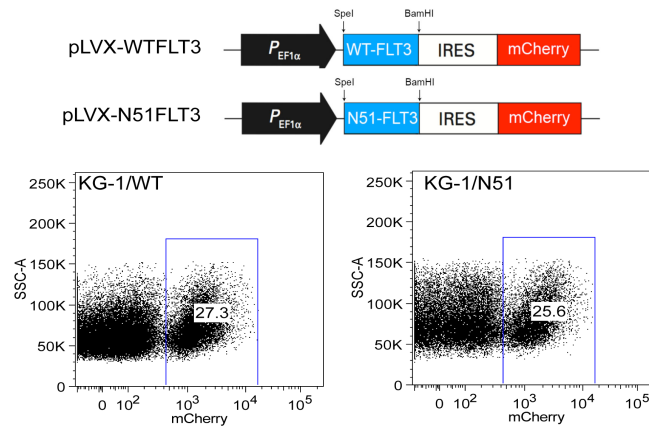 SpeI BamHI
pLVX-WTFLT3 PEF1α WT-FLT3 IRES mCherry
SpeI BamHI
pLVX-N51FLT3 PEF1α N51-FLT3 IRES mCherry
KG-1/WT
250K
200K
150K
100K
50K
0
SSC-A
27.3
0 10² 10³ 10⁴ 10⁵
mCherry
KG-1/N51
250K
200K
150K
100K
50K
0
SSC-A
25.6
0 10² 10³ 10⁴ 10⁵
mCherry